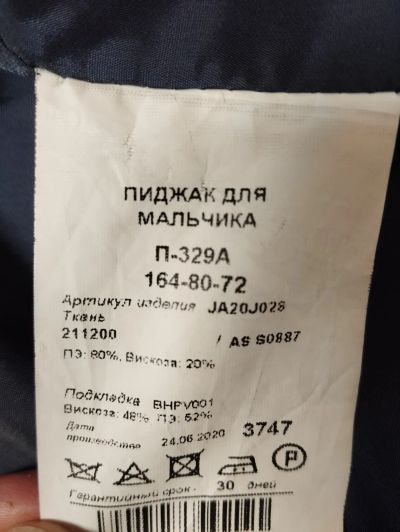 ПИДЖАК ДЛЯ
МАЛЬЧИКА
П-329А
164-80-72
Артикул изделия JA20J028
Ткань
211200 / AS S0887
ПЭ: 80%, Вискоза: 20%
Подкладка BHPV001
Вискоза: 48% ПЭ: 52%
Дата
производства 24.06.2020 3747
P
Гарантийный срок - 30 дней